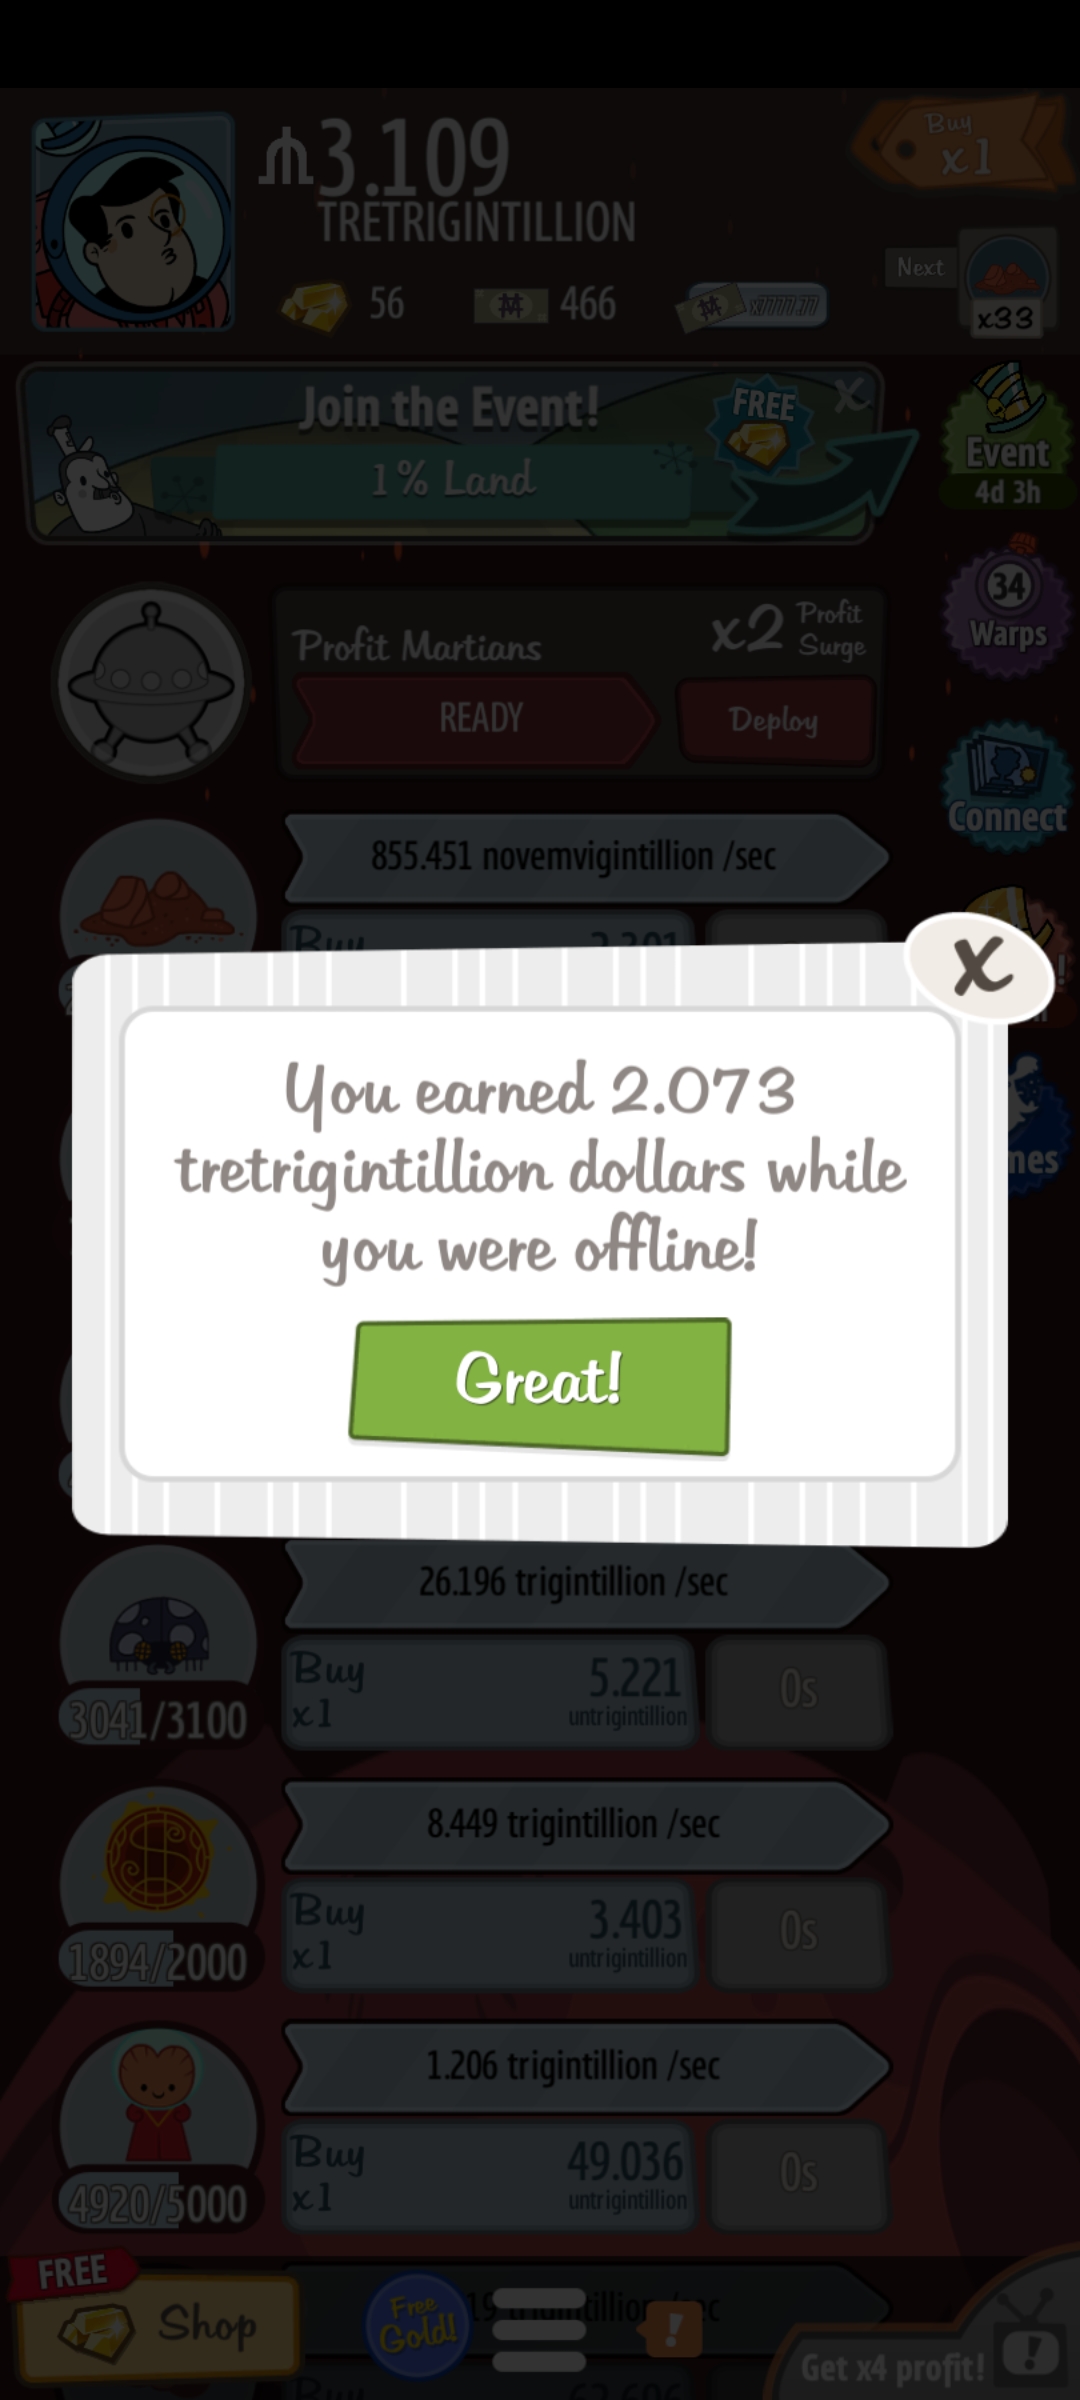 3.109
TRETRIGINTILLION
Buy
x1
56
466
x7777.77
Next
x33
Join the Event!
FREE
X
1% Land
Event
4d 3h
34
Warps
Profit Martians
x2 Profit Surge
READY
Deploy
Connect
855.451 novemvigintillion /sec
Buy
X
You earned 2.073
tretrigintillion dollars while
you were offline!
Great!
26.196 trigintillion /sec
Buy
x1
5.221
untrigintillion
0s
3041/3100
8.449 trigintillion /sec
Buy
x1
3.403
untrigintillion
0s
1894/2000
1.206 trigintillion /sec
Buy
x1
49.036
untrigintillion
0s
4920/5000
FREE
Shop
Free
Gold!
!
Get x4 profit!
!